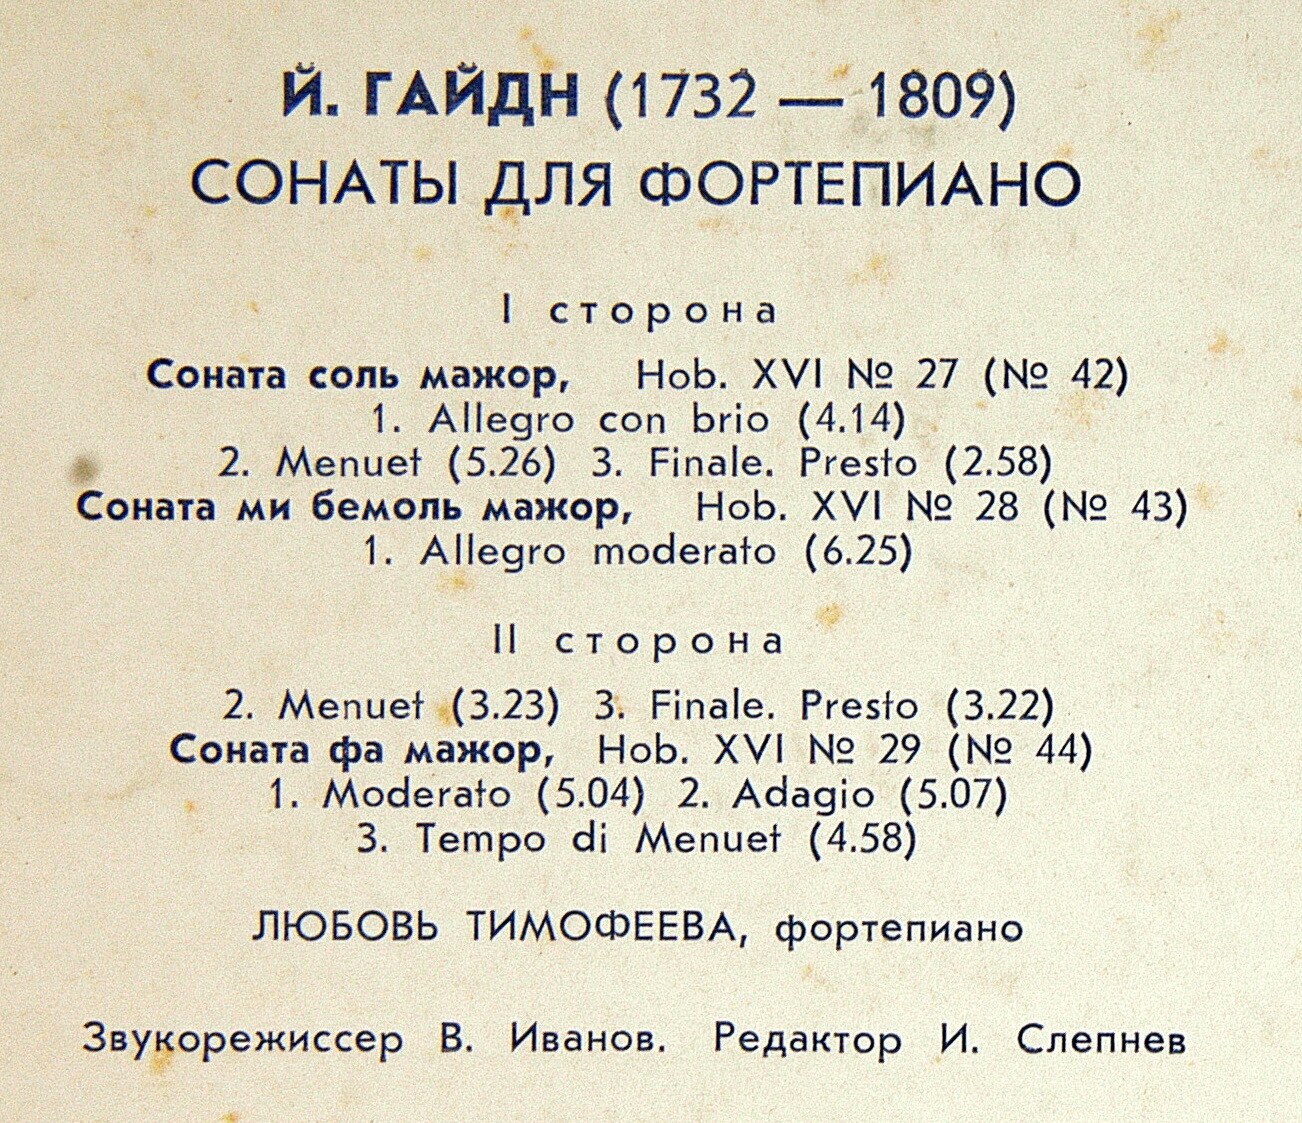 Й. ГАЙДН (1732 — 1809)
СОНАТЫ ДЛЯ ФОРТЕПИАНО
I сторона
Соната соль мажор, Hob. XVI № 27 (№ 42)
1. Allegro con brio (4.14)
2. Menuet (5.26) 3. Finale. Presto (2.58)
Соната ми бемоль мажор, Hob. XVI № 28 (№ 43)
1. Allegro moderato (6.25)
II сторона
2. Menuet (3.23) 3. Finale. Presto (3.22)
Соната фа мажор, Hob. XVI № 29 (№ 44)
1. Moderato (5.04) 2. Adagio (5.07)
3. Tempo di Menuet (4.58)
ЛЮБОВЬ ТИМОФЕЕВА, фортепиано
Звукорежиссер В. Иванов. Редактор И. Слепнев